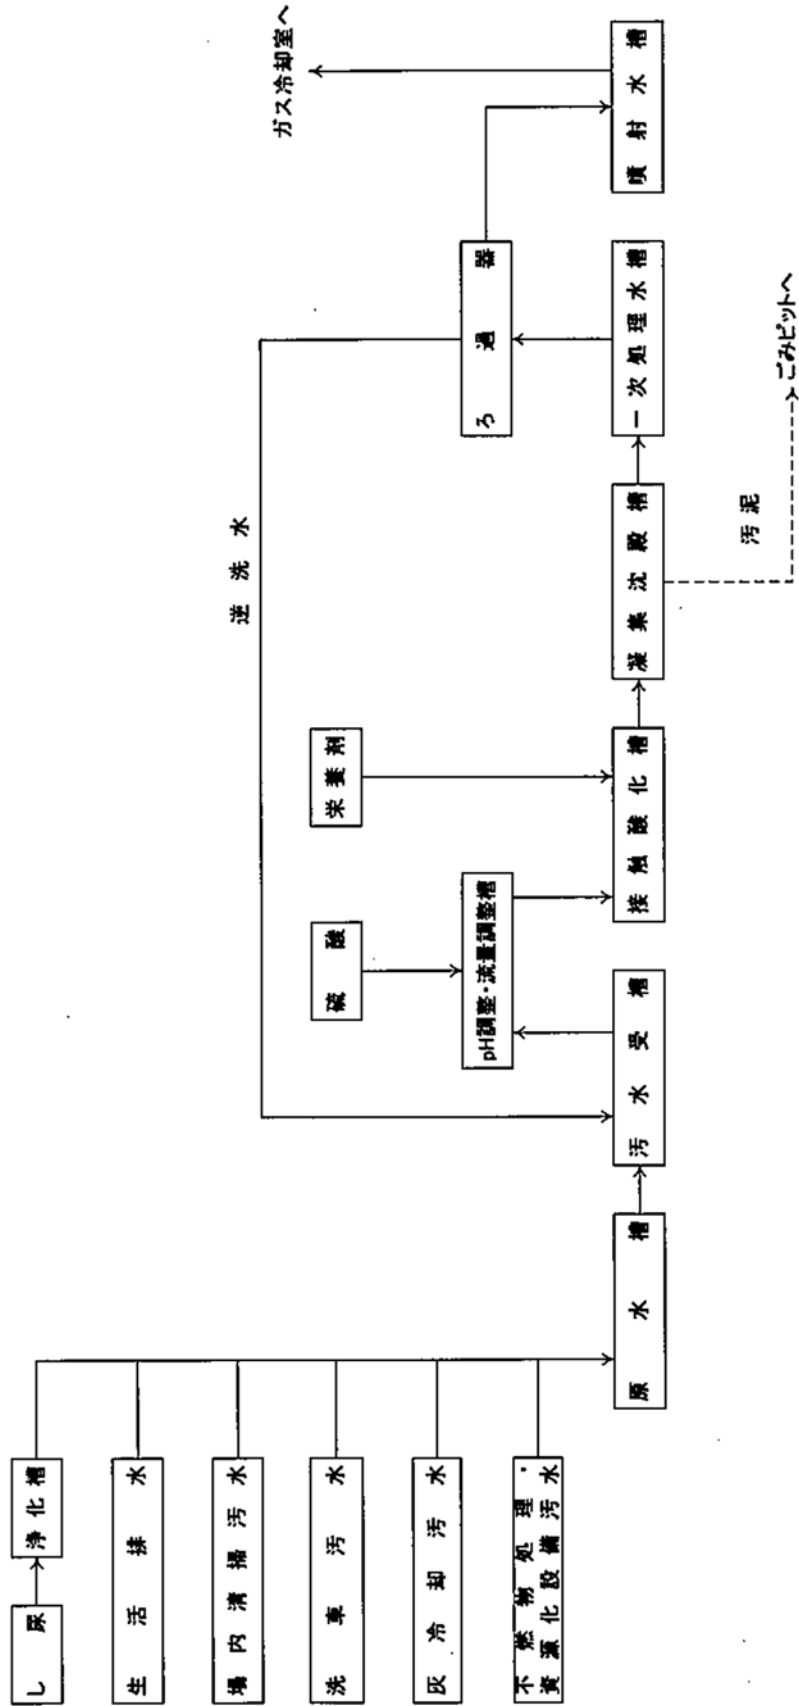 し尿
浄化槽
生活排水
場内清掃汚水
洗車汚水
灰冷却汚水
不燃物処理・
資源化設備汚水
原水槽
汚水受槽
硫酸
pH調整・流量調整槽
栄養剤
接触酸化槽
逆洗水
凝集沈殿槽
汚泥
ごみピットへ
一次処理水槽
ろ過器
噴射水槽
ガス冷却室へ